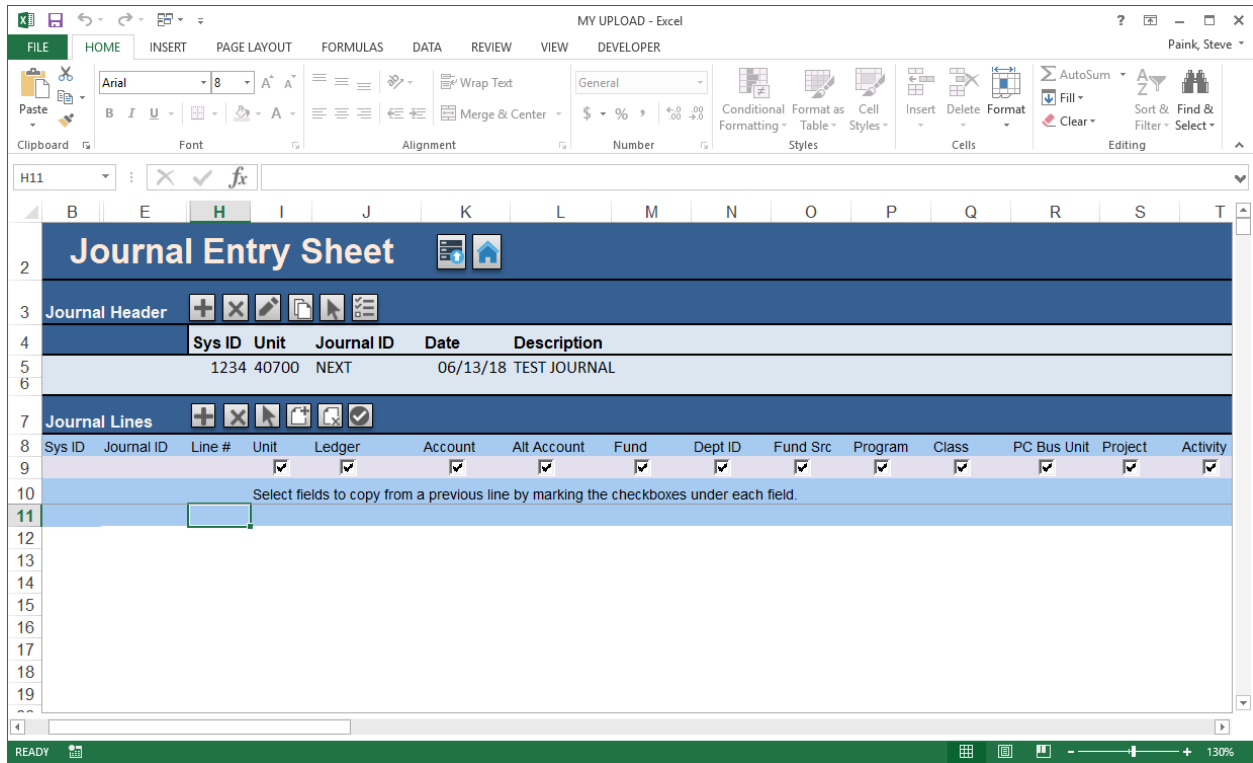 MY UPLOAD - Excel
?
FILE HOME INSERT PAGE LAYOUT FORMULAS DATA REVIEW VIEW DEVELOPER Paink, Steve
Paste
Arial 8 A A
B I U A
Wrap Text
Merge & Center
General
$ % , .0 .00 .00 .0
Conditional Formatting
Format as Table
Cell Styles
Insert Delete Format
AutoSum
Fill
Clear
Sort & Filter
Find & Select
Clipboard Font Alignment Number Styles Cells Editing
H11 fx
B E H I J K L M N O P Q R S T
2 Journal Entry Sheet
3 Journal Header
4 Sys ID Unit Journal ID Date Description
5 1234 40700 NEXT 06/13/18 TEST JOURNAL
6
7 Journal Lines
8 Sys ID Journal ID Line # Unit Ledger Account Alt Account Fund Dept ID Fund Src Program Class PC Bus Unit Project Activity
9
10 Select fields to copy from a previous line by marking the checkboxes under each field.
11
12
13
14
15
16
17
18
19
READY 130%